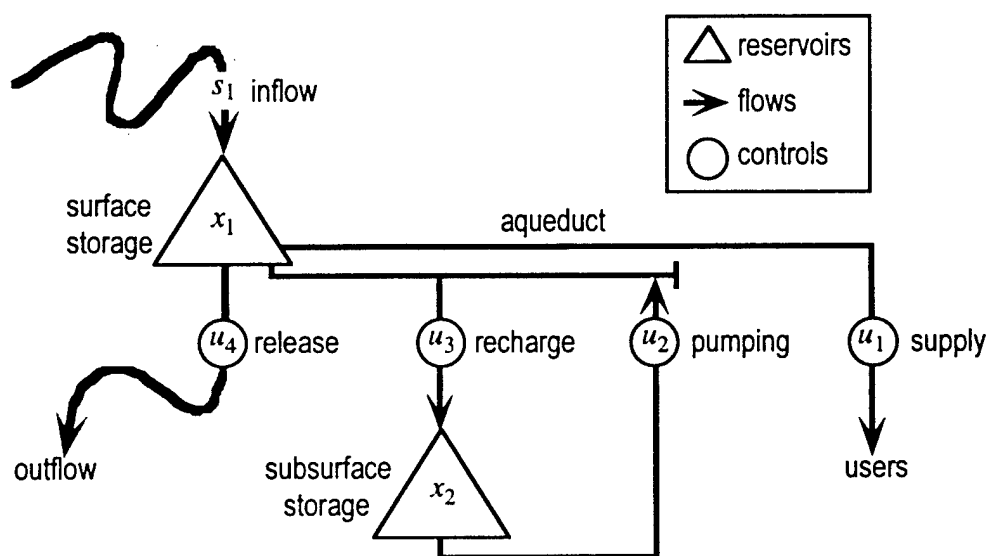 reservoirs
flows
controls
s₁ inflow
surface
storage
x₁
aqueduct
u₄ release
u₃ recharge
u₂ pumping
u₁ supply
outflow
subsurface
storage
x₂
users